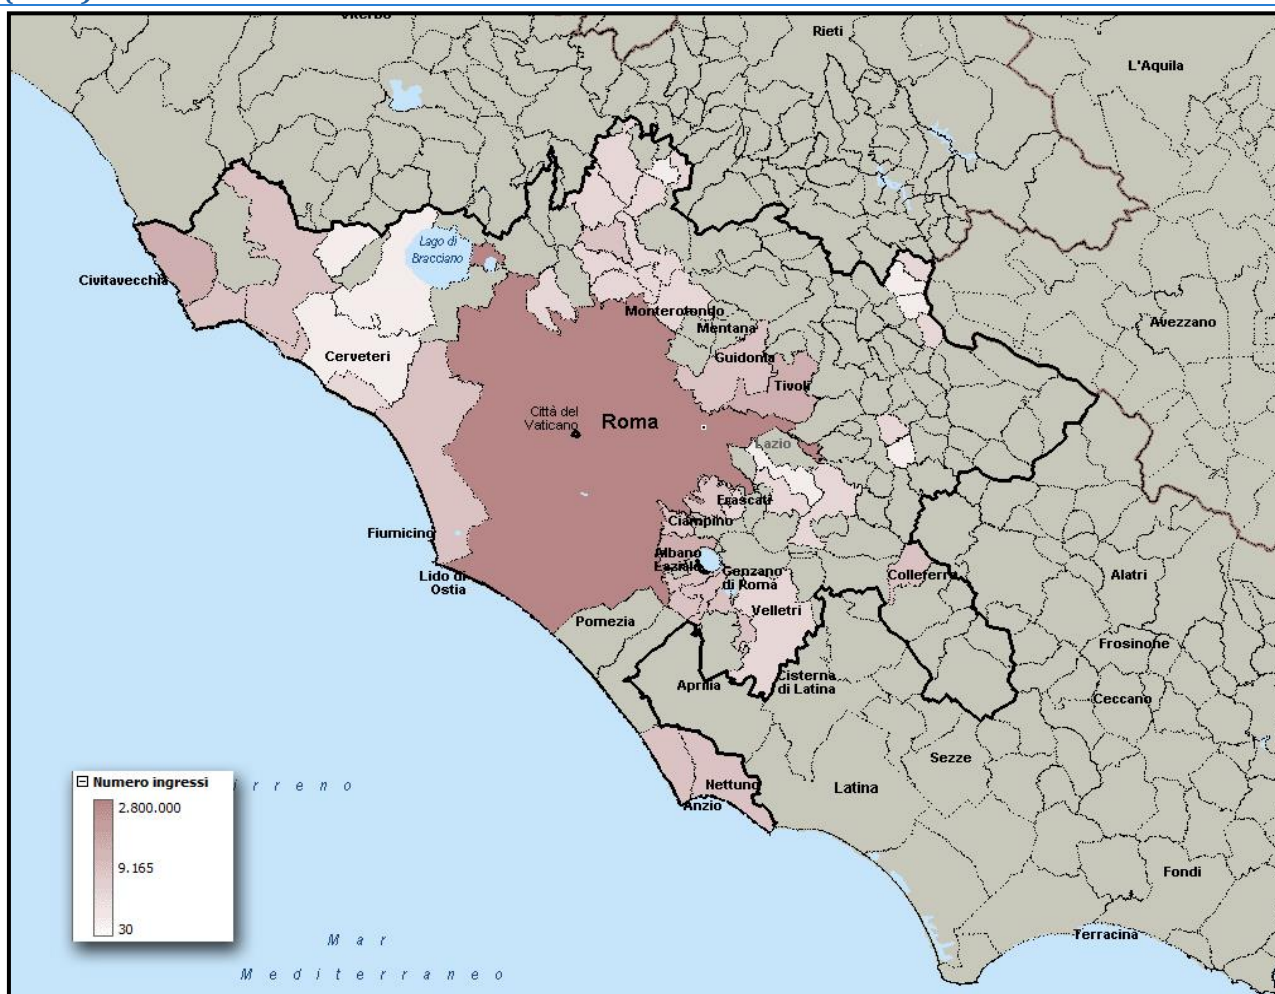 Viterbo
Rieti
L'Aquila
Lago di
Bracciano
Civitavecchia
Monterotondo
Mentana
Avezzano
Cerveteri
Guidonia
Tivoli
Città del
Vaticano
Roma
Lazio
Frascati
Ciampino
Fiumicino
Albano
Laziale
Genzano
di Roma
Colleferro
Alatri
Lido di
Ostia
Velletri
Pomezia
Frosinone
Aprilia
Cisterna
di Latina
Ceccano
Sezze
Nettuno
Anzio
Latina
irreno
Numero ingressi
2.800.000
9.165
30
Fondi
Terracina
Mar
Mediterraneo